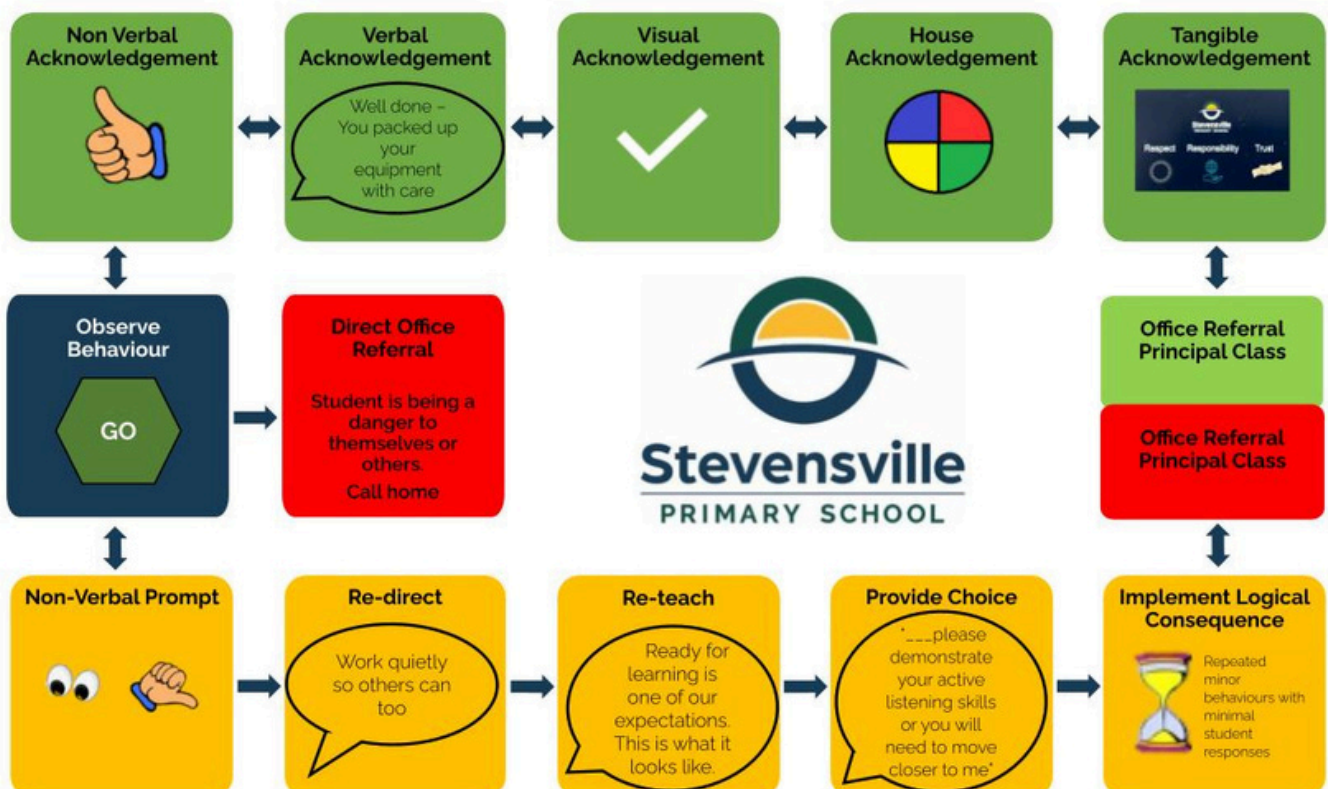 Non Verbal
Acknowledgement
Verbal
Acknowledgement
Well done –
You packed up
your
equipment
with care
Visual
Acknowledgement
House
Acknowledgement
Tangible
Acknowledgement
Stevensville
PRIMARY SCHOOL
Respect Responsibility Trust
Observe
Behaviour
GO
Direct Office
Referral
Student is being a
danger to
themselves or
others.
Call home
Stevensville
PRIMARY SCHOOL
Office Referral
Principal Class
Office Referral
Principal Class
Non-Verbal Prompt
Re-direct
Work quietly
so others can
too
Re-teach
Ready for
learning is
one of our
expectations.
This is what it
looks like.
Provide Choice
"___please
demonstrate
your active
listening skills
or you will
need to move
closer to me"
Implement Logical
Consequence
Repeated
minor
behaviours with
minimal
student
responses